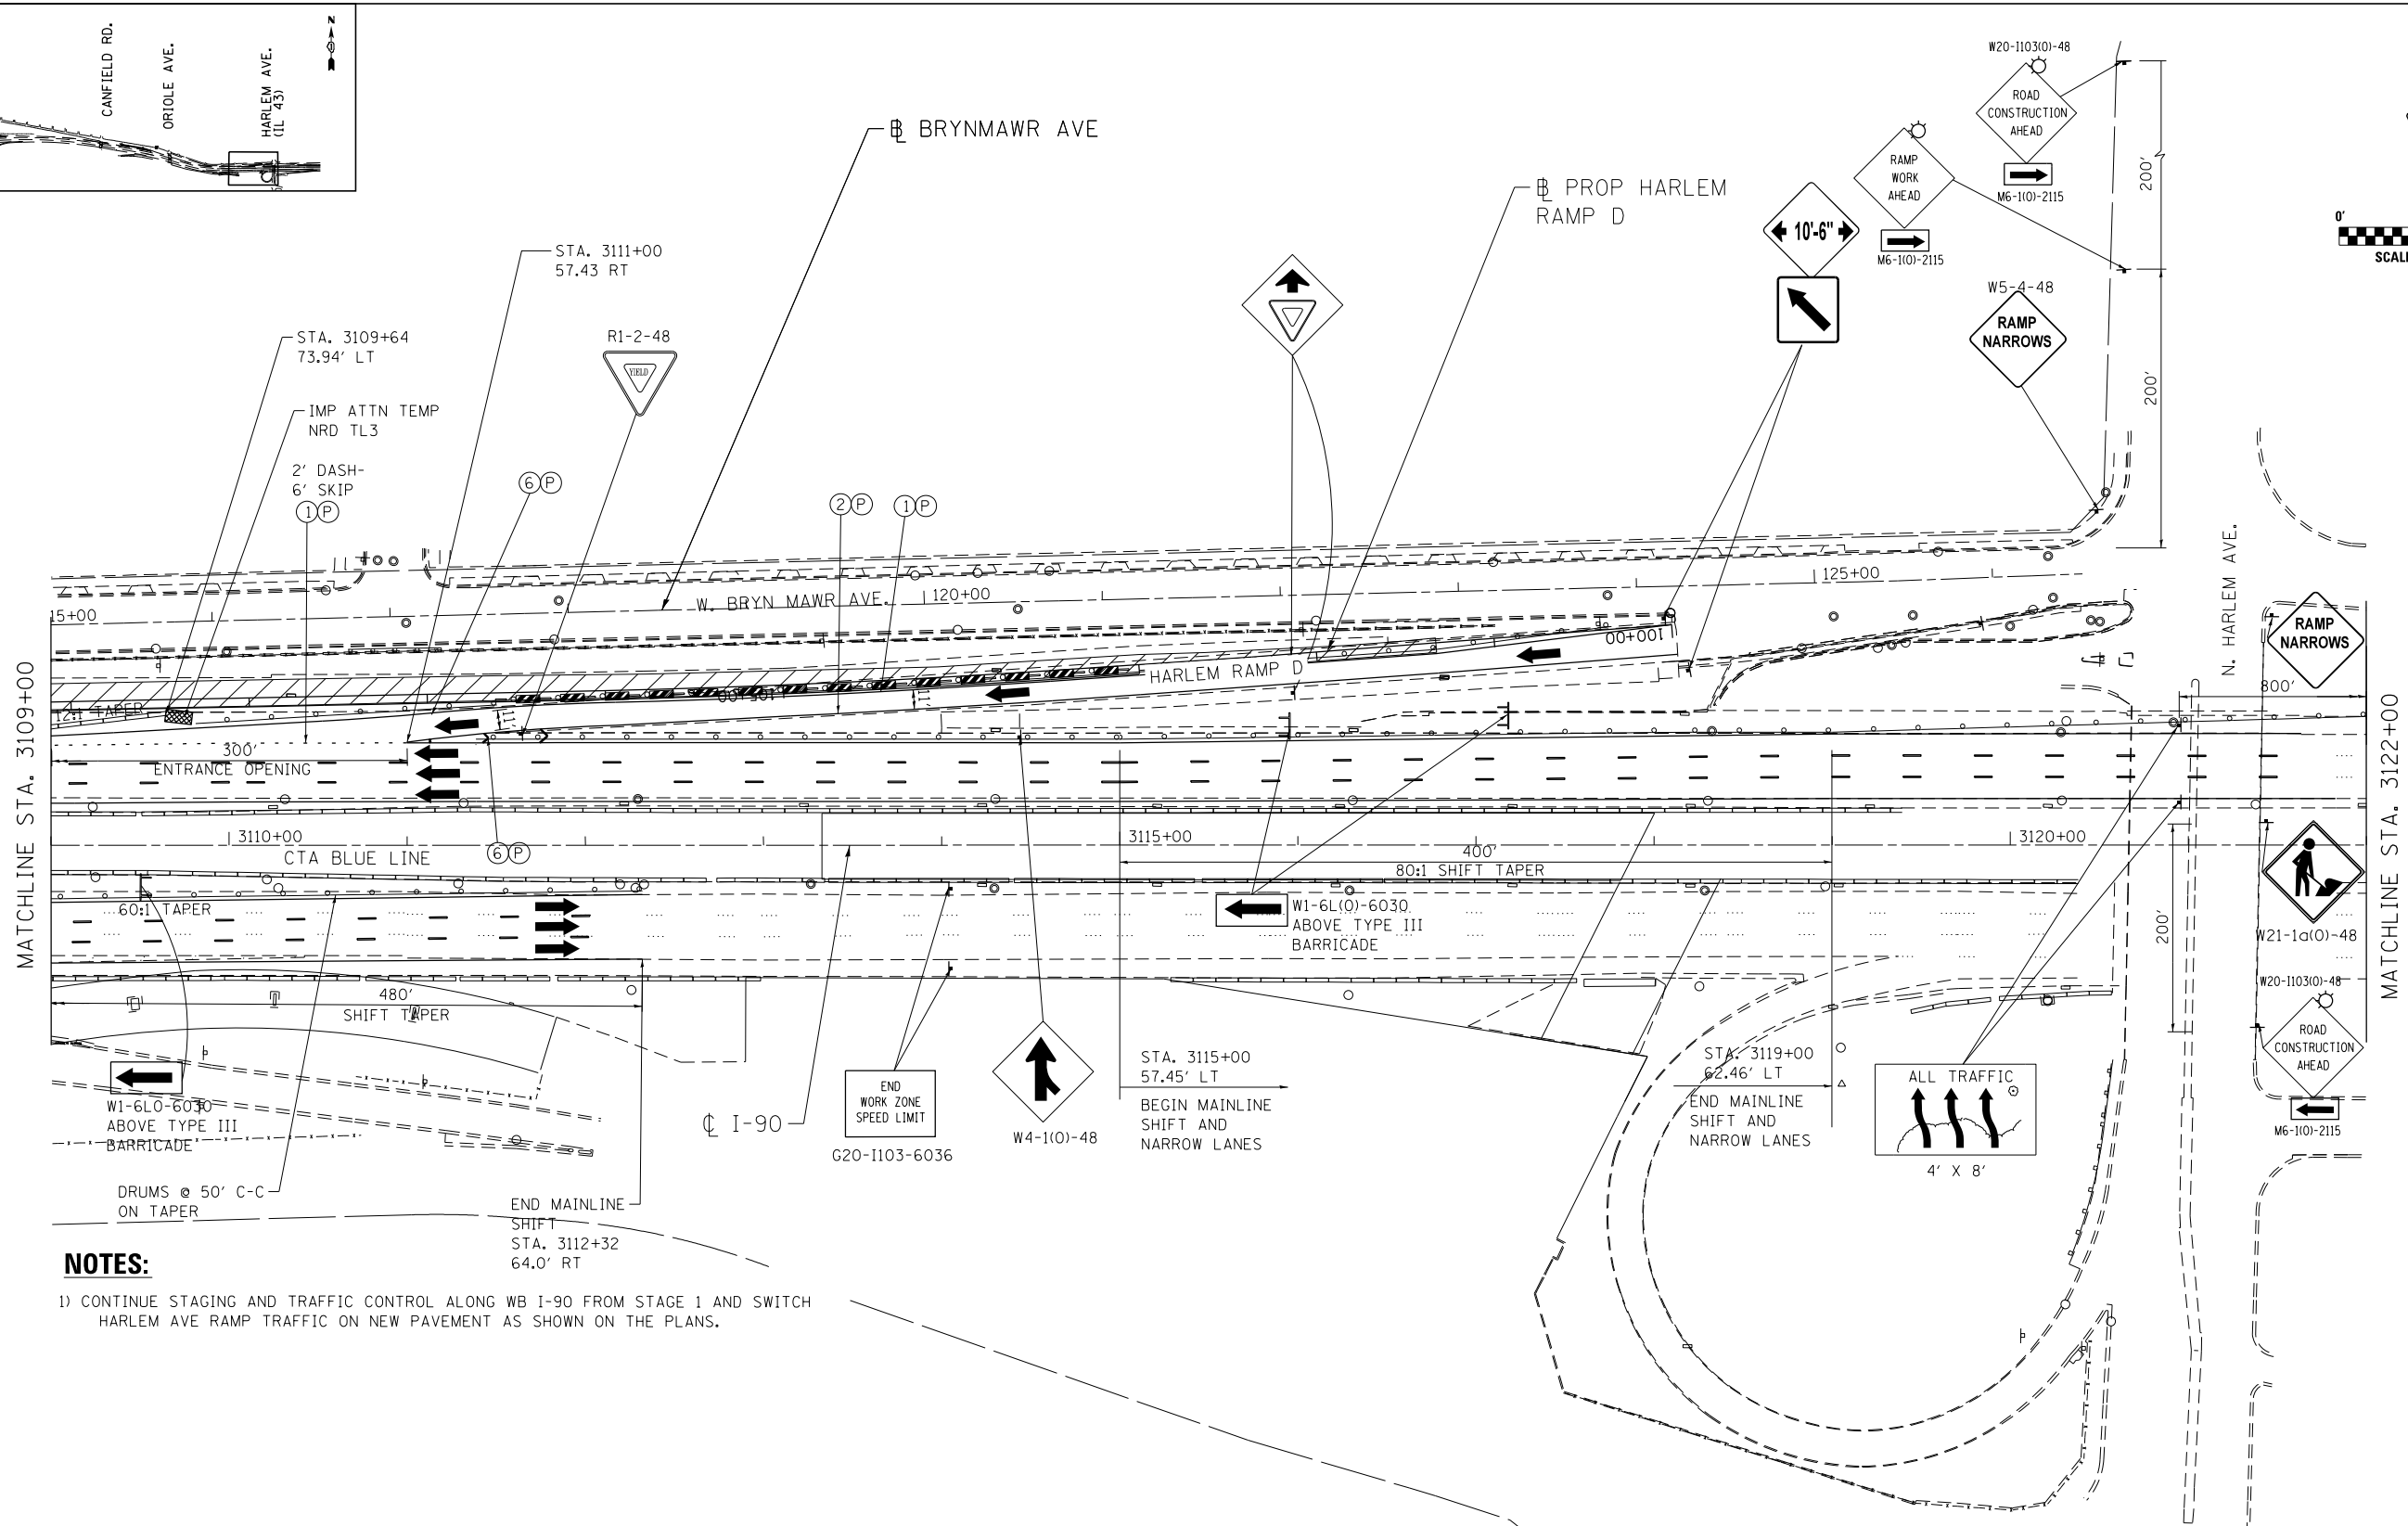 CANFIELD RD.
ORIOLE AVE.
HARLEM AVE.
(IL 43)
N
W20-I103(O)-48
ROAD
CONSTRUCTION
AHEAD
M6-1(O)-2115
RAMP
WORK
AHEAD
M6-1(O)-2115
200'
200'
0'
SCAL
℄ BRYNMAWR AVE
℄ PROP HARLEM
RAMP D
10'-6"
W5-4-48
RAMP
NARROWS
STA. 3111+00
57.43 RT
STA. 3109+64
73.94' LT
R1-2-48
YIELD
IMP ATTN TEMP
NRD TL3
2' DASH-
6' SKIP
1 P
6 P
2 P
1 P
15+00
W. BRYN MAWR AVE.
120+00
125+00
100+00
HARLEM RAMP D
105+00
12:1 TAPER
N. HARLEM AVE.
RAMP
NARROWS
800'
MATCHLINE STA. 3109+00
MATCHLINE STA. 3122+00
300'
ENTRANCE OPENING
3110+00
CTA BLUE LINE
6 P
3115+00
400'
80:1 SHIFT TAPER
3120+00
60:1 TAPER
W1-6L(O)-6030
ABOVE TYPE III
BARRICADE
200'
W21-1a(O)-48
W20-I103(O)-48
ROAD
CONSTRUCTION
AHEAD
M6-1(O)-2115
480'
SHIFT TAPER
W1-6LO-6030
ABOVE TYPE III
BARRICADE
DRUMS @ 50' C-C
ON TAPER
END MAINLINE
SHIFT
STA. 3112+32
64.0' RT
℄ I-90
END
WORK ZONE
SPEED LIMIT
G20-I103-6036
W4-1(O)-48
STA. 3115+00
57.45' LT
BEGIN MAINLINE
SHIFT AND
NARROW LANES
STA. 3119+00
62.46' LT
END MAINLINE
SHIFT AND
NARROW LANES
ALL TRAFFIC
4' X 8'
NOTES:
1) CONTINUE STAGING AND TRAFFIC CONTROL ALONG WB I-90 FROM STAGE 1 AND SWITCH
HARLEM AVE RAMP TRAFFIC ON NEW PAVEMENT AS SHOWN ON THE PLANS.